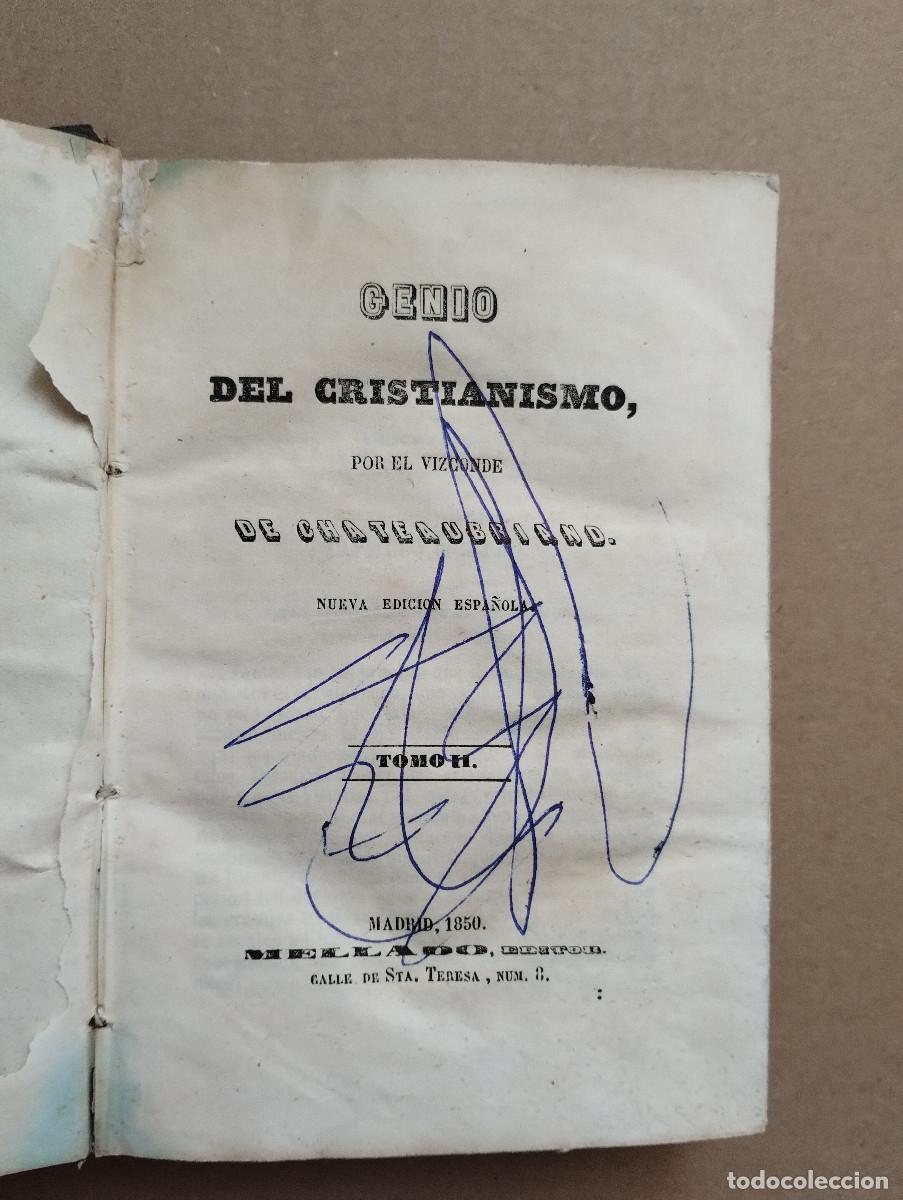 GENIO
DEL CRISTIANISMO,
POR EL VIZCONDE
DE CHATEAUBRIAND.
NUEVA EDICION ESPAÑOLA.
TOMO II.
MADRID, 1850.
MELLADO, EDITOR.
CALLE DE STA. TERESA, NUM. 8.
todocoleccion